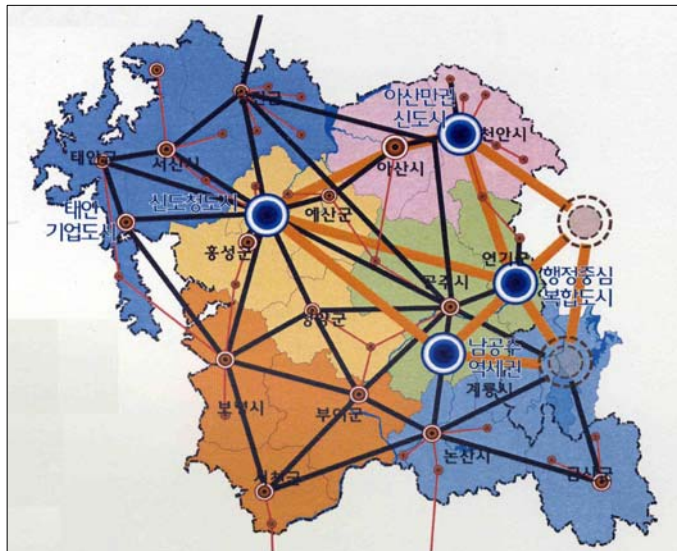 아산만권
신도시
천안시
아산시
서산시
태안군
태안
기업도시
신도청도시
예산군
홍성군
연기군
행정중심
복합도시
공주시
남공주
역세권
계룡시
보령시
부여군
논산시
서천군
금산군